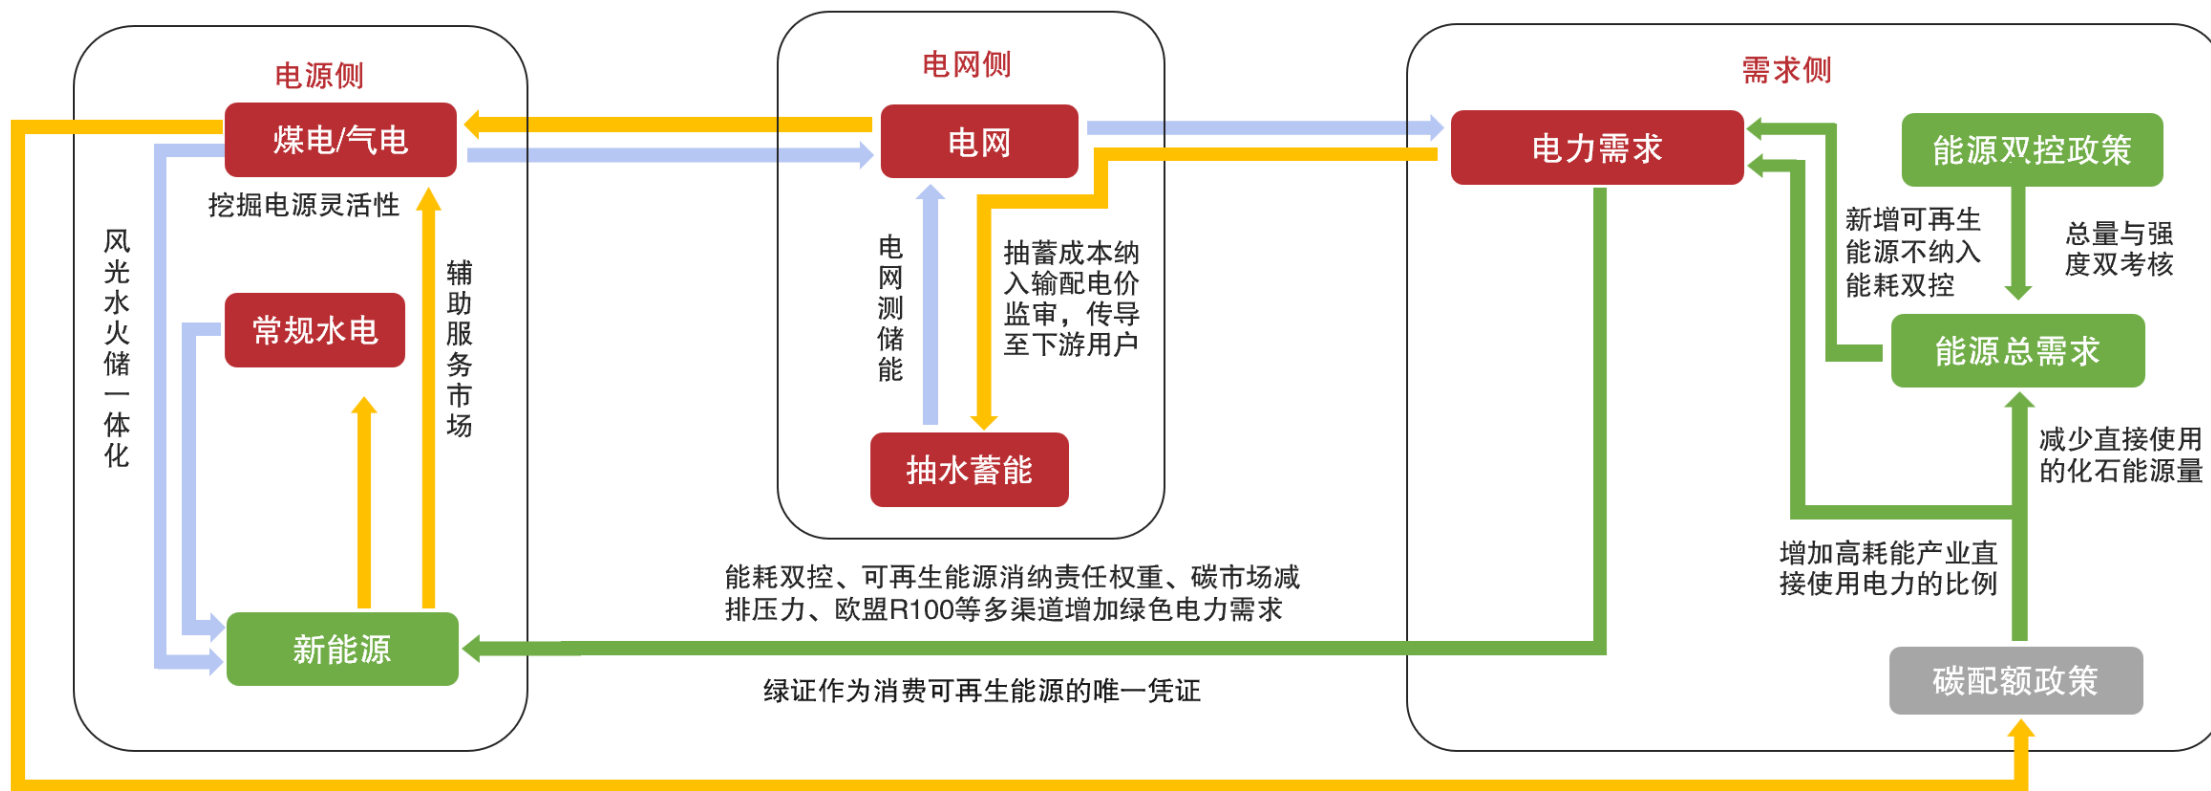 电源侧
煤电/气电
挖掘电源灵活性
风光水火储一体化
辅助服务市场
常规水电
新能源
电网侧
电网
电网测储能
抽蓄成本纳
入输配电价
监审，传导
至下游用户
抽水蓄能
能耗双控、可再生能源消纳责任权重、碳市场减
排压力、欧盟R100等多渠道增加绿色电力需求
绿证作为消费可再生能源的唯一凭证
需求侧
电力需求
能源双控政策
新增可再生
能源不纳入
能耗双控
总量与强
度双考核
能源总需求
减少直接使用
的化石能源量
增加高耗能产业直
接使用电力的比例
碳配额政策